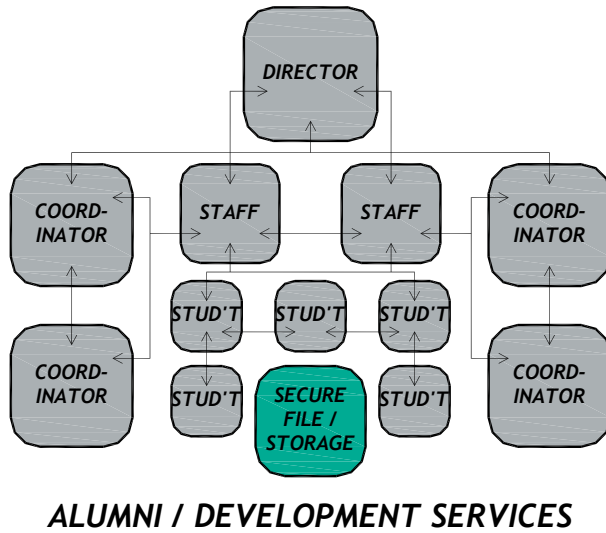 DIRECTOR
COORD-
INATOR
STAFF
STAFF
COORD-
INATOR
STUD'T
STUD'T
STUD'T
COORD-
INATOR
STUD'T
SECURE
FILE /
STORAGE
STUD'T
COORD-
INATOR
ALUMNI / DEVELOPMENT SERVICES